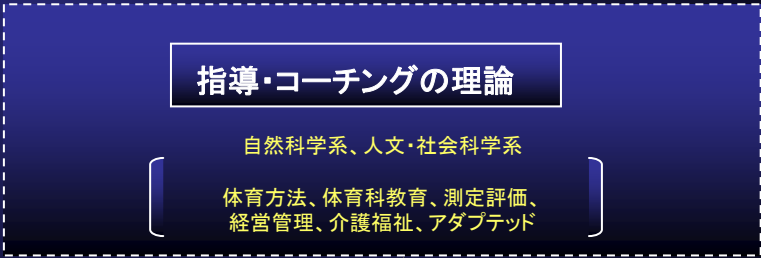 指導・コーチングの理論
自然科学系、人文・社会科学系
体育方法、体育科教育、測定評価、
経営管理、介護福祉、アダプテッド